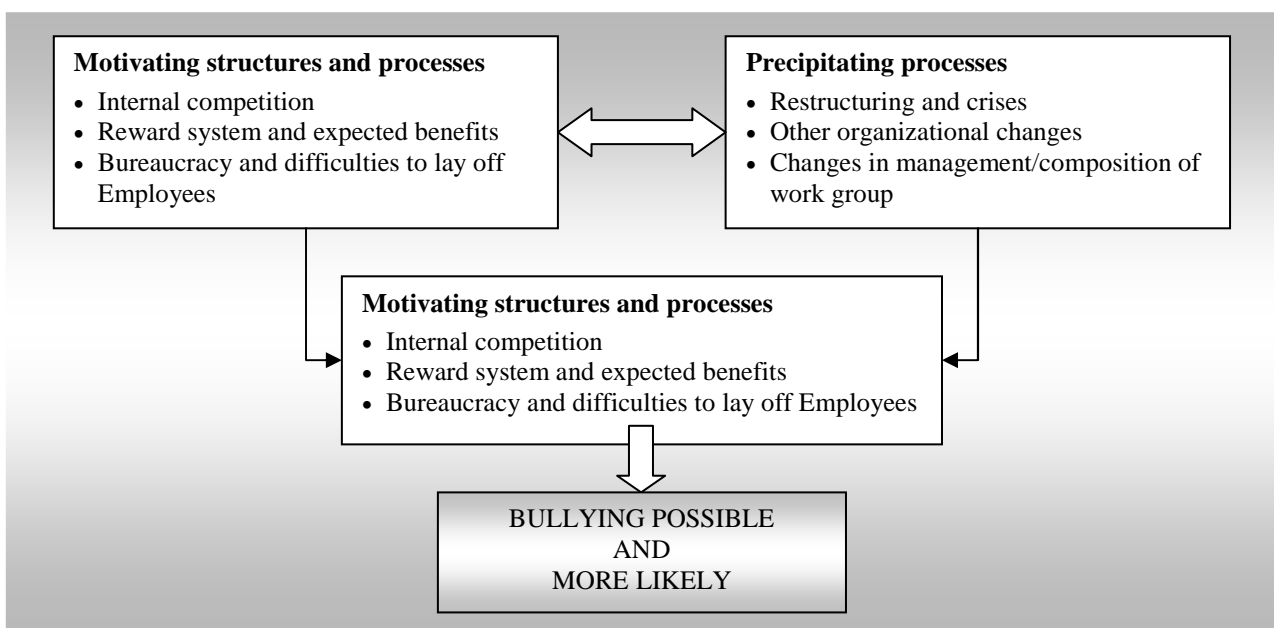 Motivating structures and processes
• Internal competition
• Reward system and expected benefits
• Bureaucracy and difficulties to lay off
Employees
Precipitating processes
• Restructuring and crises
• Other organizational changes
• Changes in management/composition of
work group
Motivating structures and processes
• Internal competition
• Reward system and expected benefits
• Bureaucracy and difficulties to lay off Employees
BULLYING POSSIBLE
AND
MORE LIKELY